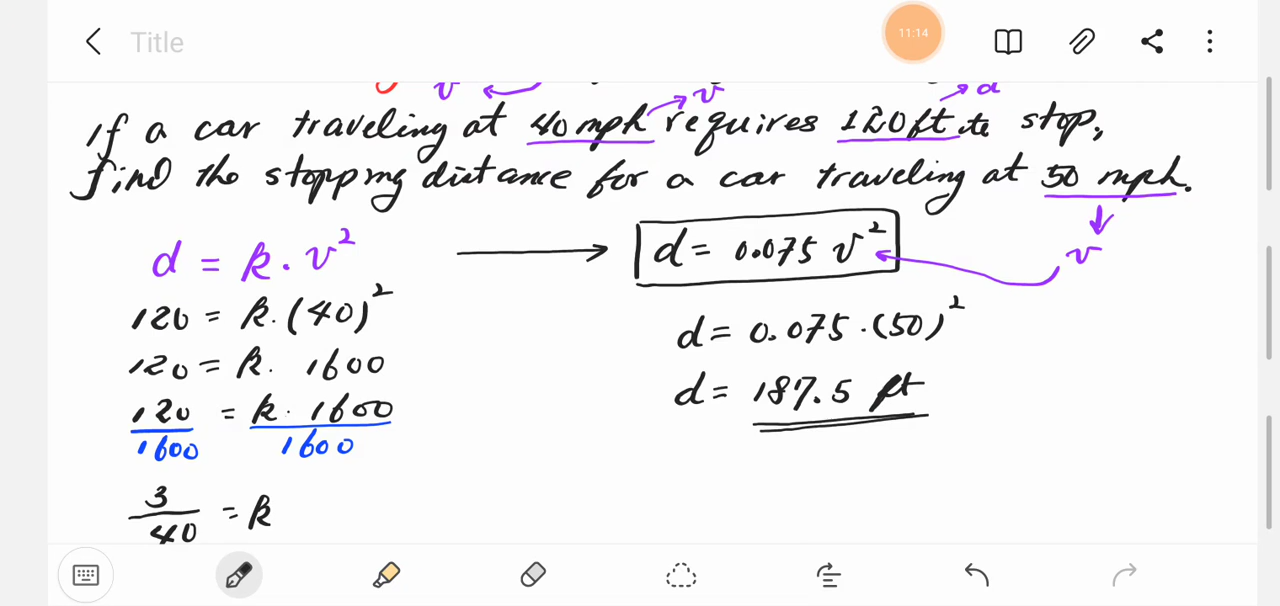 Title
11:14
v d
v
If a car traveling at 40 mph requires 120 ft to stop,
find the stopping distance for a car traveling at 50 mph.
d = k · v² d = 0.075 v² v
120 = k · (40)² d = 0.075 · (50)²
120 = k · 1600 d = 187.5 ft
120 = k · 1600
1600 1600
3
40 = k